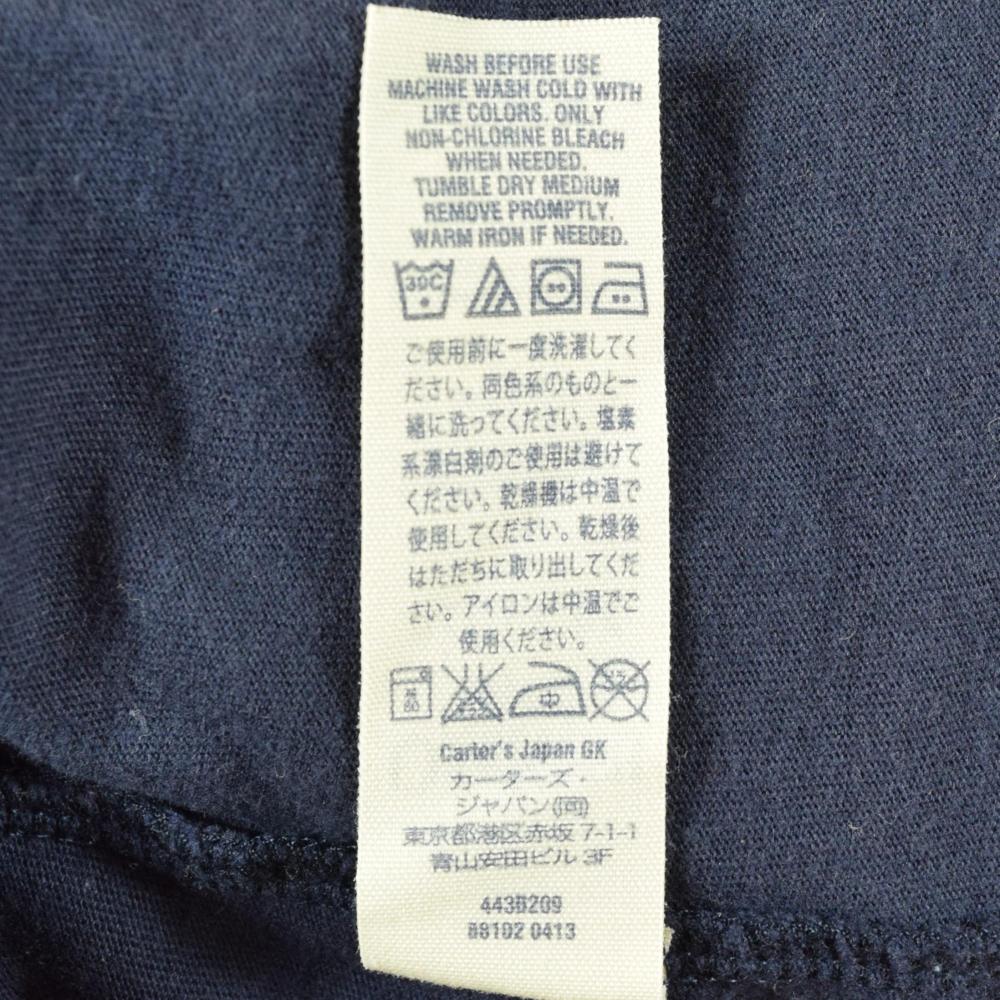 WASH BEFORE USE
MACHINE WASH COLD WITH
LIKE COLORS. ONLY
NON-CHLORINE BLEACH
WHEN NEEDED.
TUMBLE DRY MEDIUM
REMOVE PROMPTLY.
WARM IRON IF NEEDED.
30C
ご使用前に一度洗濯してく
ださい。同色系のものと一
緒に洗ってください。塩素
系漂白剤のご使用は避けて
ください。乾燥機は中温で
使用してください。乾燥後
はただちに取り出してくだ
さい。アイロンは中温でご
使用ください。
中
Carter's Japan GK
カーターズ・
ジャパン(同)
東京都港区赤坂 7-1-1
青山安田ビル 3F
443B209
88102 0413